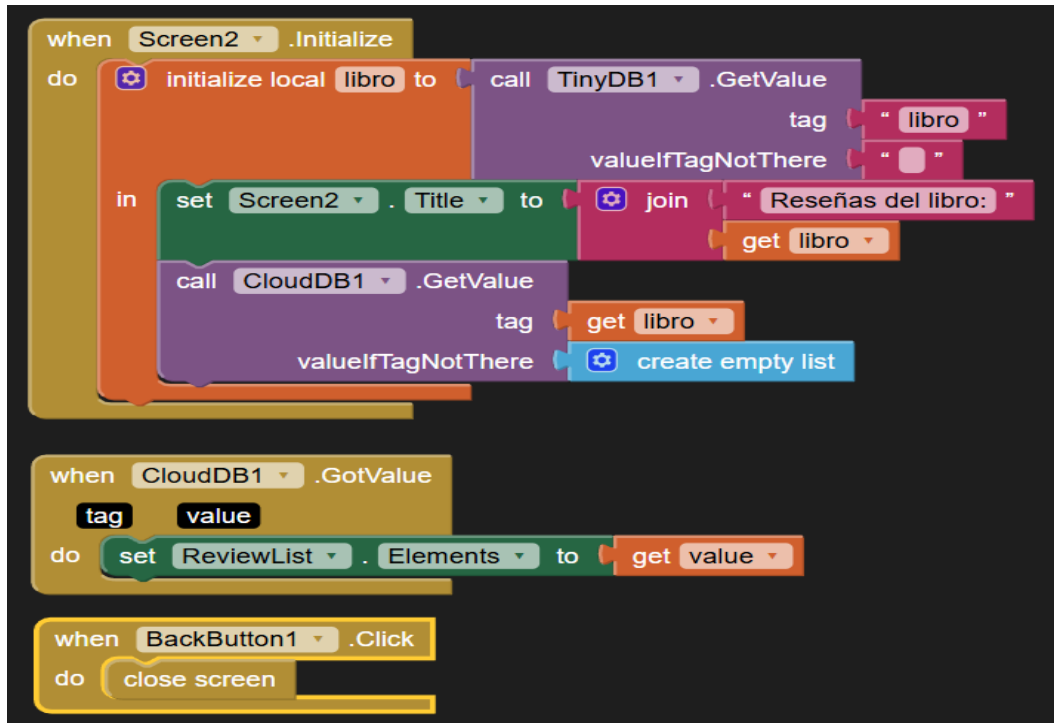 when Screen2 .Initialize
do initialize local libro to call TinyDB1 .GetValue
tag " libro "
valueIfTagNotThere " "
in set Screen2 . Title to join " Reseñas del libro: "
get libro
call CloudDB1 .GetValue
tag get libro
valueIfTagNotThere create empty list
when CloudDB1 .GotValue
tag value
do set ReviewList . Elements to get value
when BackButton1 .Click
do close screen